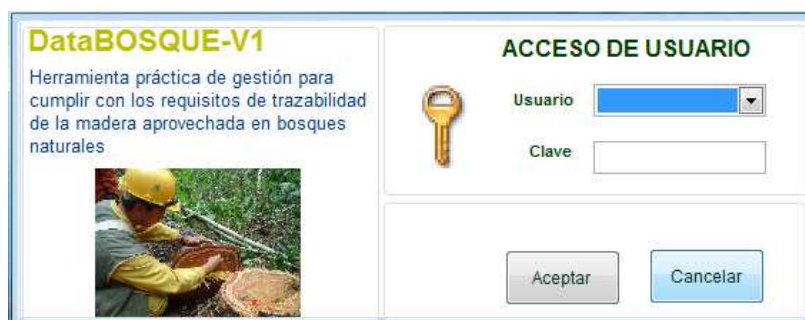 DataBOSQUE-V1
Herramienta práctica de gestión para
cumplir con los requisitos de trazabilidad
de la madera aprovechada en bosques
naturales
ACCESO DE USUARIO
Usuario
Clave
Aceptar
Cancelar